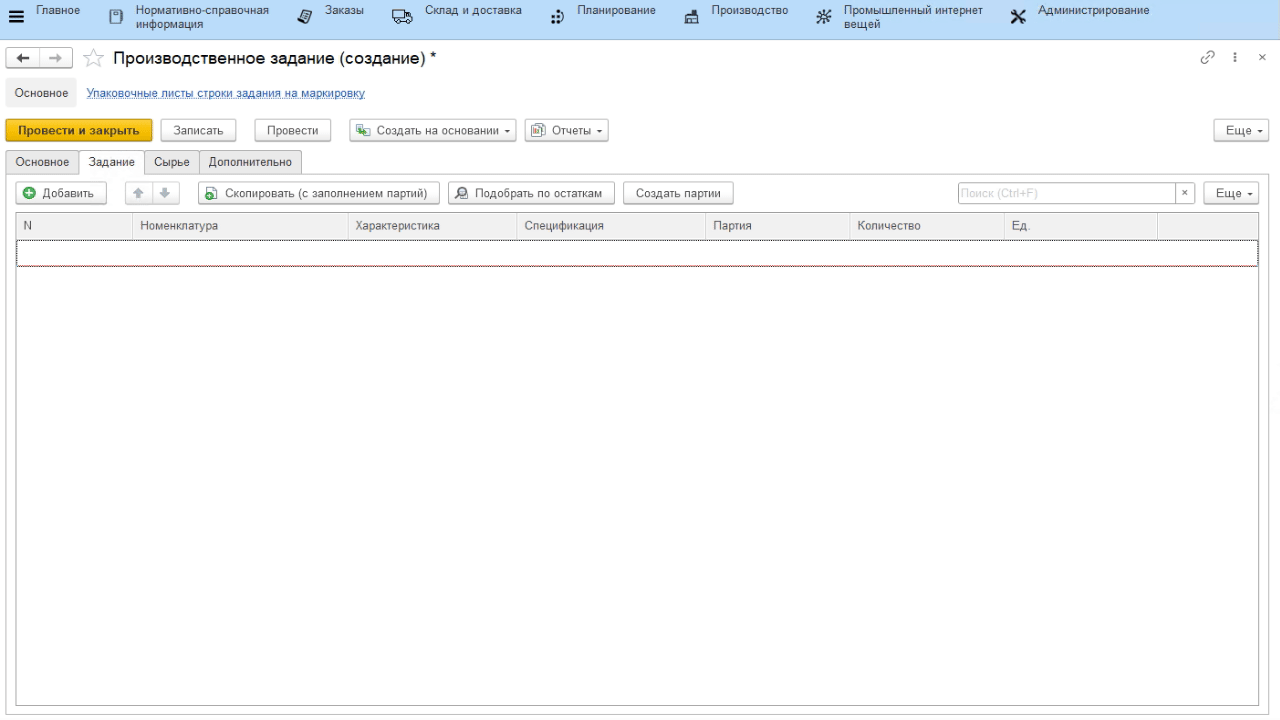 Главное
Нормативно-справочная
информация
Заказы
Склад и доставка
Планирование
Производство
Промышленный интернет
вещей
Администрирование
Производственное задание (создание) *
Основное
Упаковочные листы строки задания на маркировку
Провести и закрыть
Записать
Провести
Создать на основании
Отчеты
Еще
Основное
Задание
Сырье
Дополнительно
Добавить
Скопировать (с заполнением партий)
Подобрать по остаткам
Создать партии
Поиск (Ctrl+F)
×
Еще
N
Номенклатура
Характеристика
Спецификация
Партия
Количество
Ед.